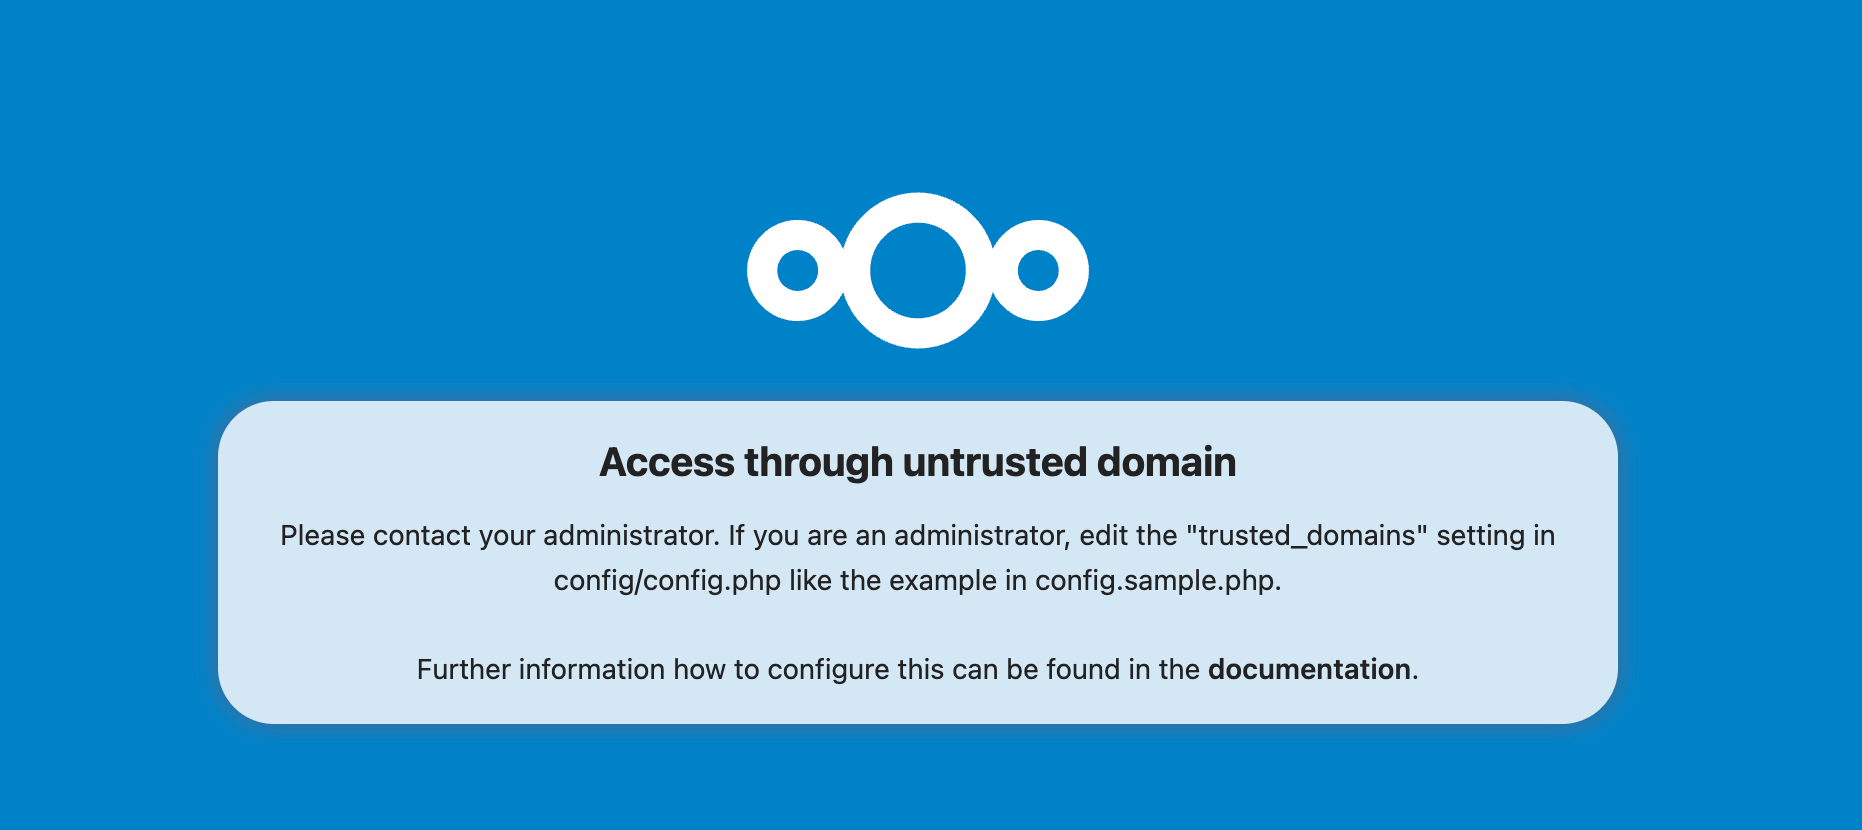 Access through untrusted domain
Please contact your administrator. If you are an administrator, edit the "trusted_domains" setting in
config/config.php like the example in config.sample.php.
Further information how to configure this can be found in the documentation.